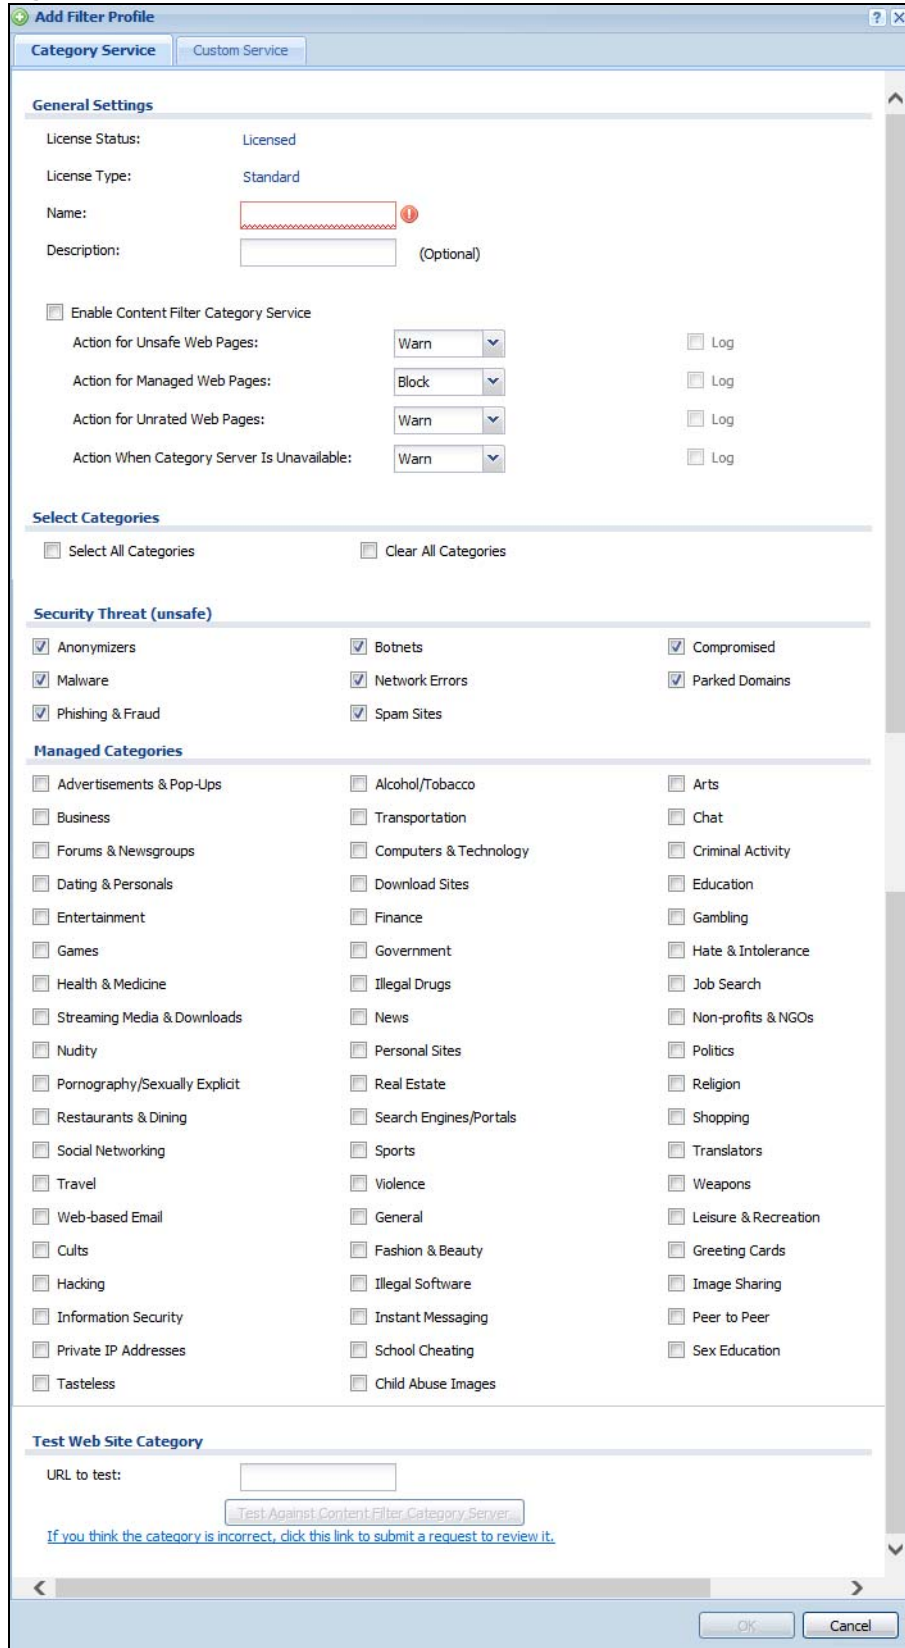 Add Filter Profile
Category Service Custom Service
General Settings
License Status: Licensed
License Type: Standard
Name:
Description: (Optional)
Enable Content Filter Category Service
Action for Unsafe Web Pages: Warn Log
Action for Managed Web Pages: Block Log
Action for Unrated Web Pages: Warn Log
Action When Category Server Is Unavailable: Warn Log
Select Categories
Select All Categories Clear All Categories
Security Threat (unsafe)
Anonymizers Botnets Compromised
Malware Network Errors Parked Domains
Phishing & Fraud Spam Sites
Managed Categories
Advertisements & Pop-Ups Alcohol/Tobacco Arts
Business Transportation Chat
Forums & Newsgroups Computers & Technology Criminal Activity
Dating & Personals Download Sites Education
Entertainment Finance Gambling
Games Government Hate & Intolerance
Health & Medicine Illegal Drugs Job Search
Streaming Media & Downloads News Non-profits & NGOs
Nudity Personal Sites Politics
Pornography/Sexually Explicit Real Estate Religion
Restaurants & Dining Search Engines/Portals Shopping
Social Networking Sports Translators
Travel Violence Weapons
Web-based Email General Leisure & Recreation
Cults Fashion & Beauty Greeting Cards
Hacking Illegal Software Image Sharing
Information Security Instant Messaging Peer to Peer
Private IP Addresses School Cheating Sex Education
Tasteless Child Abuse Images
Test Web Site Category
URL to test:
Test Against Content Filter Category Server
If you think the category is incorrect, click this link to submit a request to review it.
OK Cancel